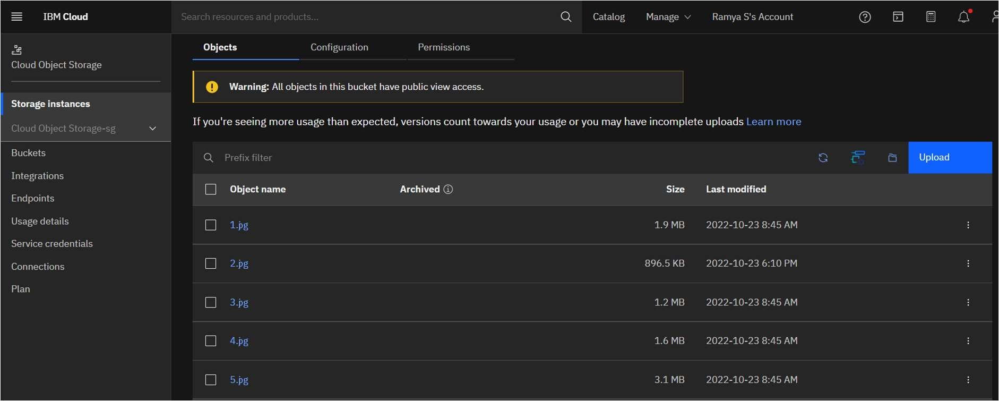 IBM Cloud
Search resources and products...
Catalog
Manage
Ramya S's Account
Cloud Object Storage
Storage instances
Cloud Object Storage-sg
Buckets
Integrations
Endpoints
Usage details
Service credentials
Connections
Plan
Objects
Configuration
Permissions
Warning: All objects in this bucket have public view access.
If you're seeing more usage than expected, versions count towards your usage or you may have incomplete uploads Learn more
Prefix filter
Upload
Object name Archived Size Last modified
1.jpg 1.9 MB 2022-10-23 8:45 AM
2.jpg 896.5 KB 2022-10-23 6:10 PM
3.jpg 1.2 MB 2022-10-23 8:45 AM
4.jpg 1.6 MB 2022-10-23 8:45 AM
5.jpg 3.1 MB 2022-10-23 8:45 AM